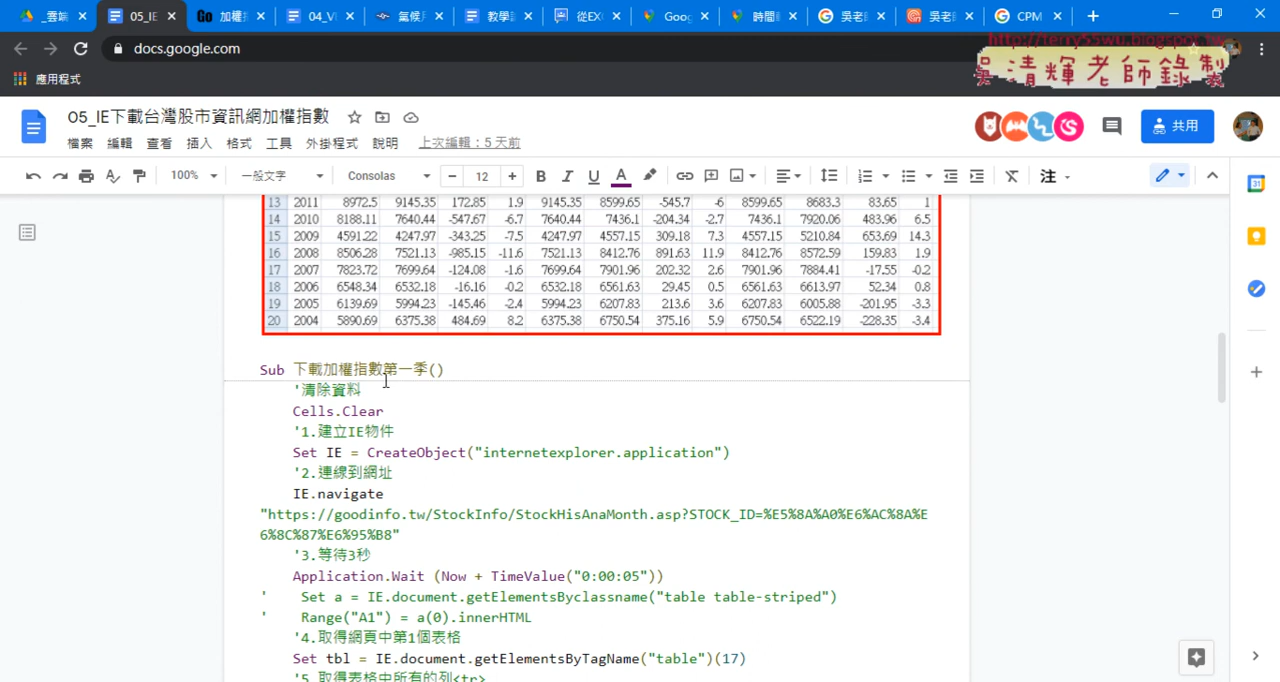 _雲端
05_IE
加權
04_VI
氣候
教學
從EX
Goog
時間
吳老
吳老
CPM
docs.google.com
http://terry55wu.blogspot.tw
吳清輝老師錄製
應用程式
05_IE下載台灣股市資訊網加權指數
檔案 編輯 查看 插入 格式 工具 外掛程式 說明 上次編輯：5 天前
共用
100% 一般文字 Consolas 12 B I U A 注
13 2011 8972.5 9145.35 172.85 1.9 9145.35 8599.65 -545.7 -6 8599.65 8683.3 83.65 1
14 2010 8188.11 7640.44 -547.67 -6.7 7640.44 7436.1 -204.34 -2.7 7436.1 7920.06 483.96 6.5
15 2009 4591.22 4247.97 -343.25 -7.5 4247.97 4557.15 309.18 7.3 4557.15 5210.84 653.69 14.3
16 2008 8506.28 7521.13 -985.15 -11.6 7521.13 8412.76 891.63 11.9 8412.76 8572.59 159.83 1.9
17 2007 7823.72 7699.64 -124.08 -1.6 7699.64 7901.96 202.32 2.6 7901.96 7884.41 -17.55 -0.2
18 2006 6548.34 6532.18 -16.16 -0.2 6532.18 6561.63 29.45 0.5 6561.63 6613.97 52.34 0.8
19 2005 6139.69 5994.23 -145.46 -2.4 5994.23 6207.83 213.6 3.6 6207.83 6005.88 -201.95 -3.3
20 2004 5890.69 6375.38 484.69 8.2 6375.38 6750.54 375.16 5.9 6750.54 6522.19 -228.35 -3.4
Sub 下載加權指數第一季()
'清除資料
Cells.Clear
'1.建立IE物件
Set IE = CreateObject("internetexplorer.application")
'2.連線到網址
IE.navigate
"https://goodinfo.tw/StockInfo/StockHisAnaMonth.asp?STOCK_ID=%E5%8A%A0%E6%AC%8A%E
6%8C%87%E6%95%B8"
'3.等待3秒
Application.Wait (Now + TimeValue("0:00:05"))
' Set a = IE.document.getElementsByclassname("table table-striped")
' Range("A1") = a(0).innerHTML
'4.取得網頁中第1個表格
Set tbl = IE.document.getElementsByTagName("table")(17)
'5.取得表格中所有的列<tr>